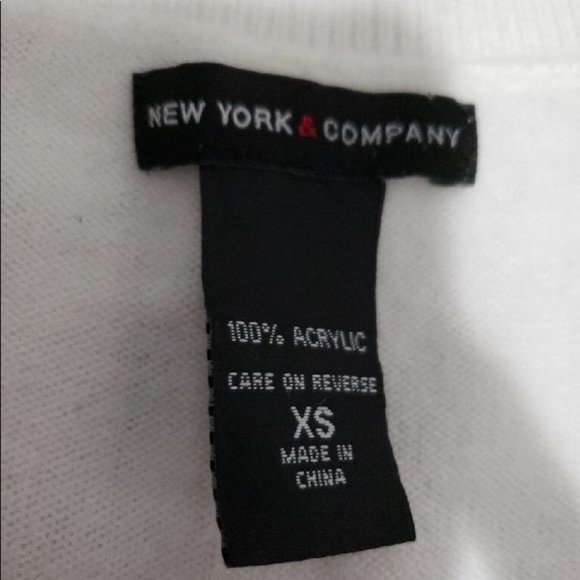 NEW YORK & COMPANY
100% ACRYLIC
CARE ON REVERSE
XS
MADE IN
CHINA